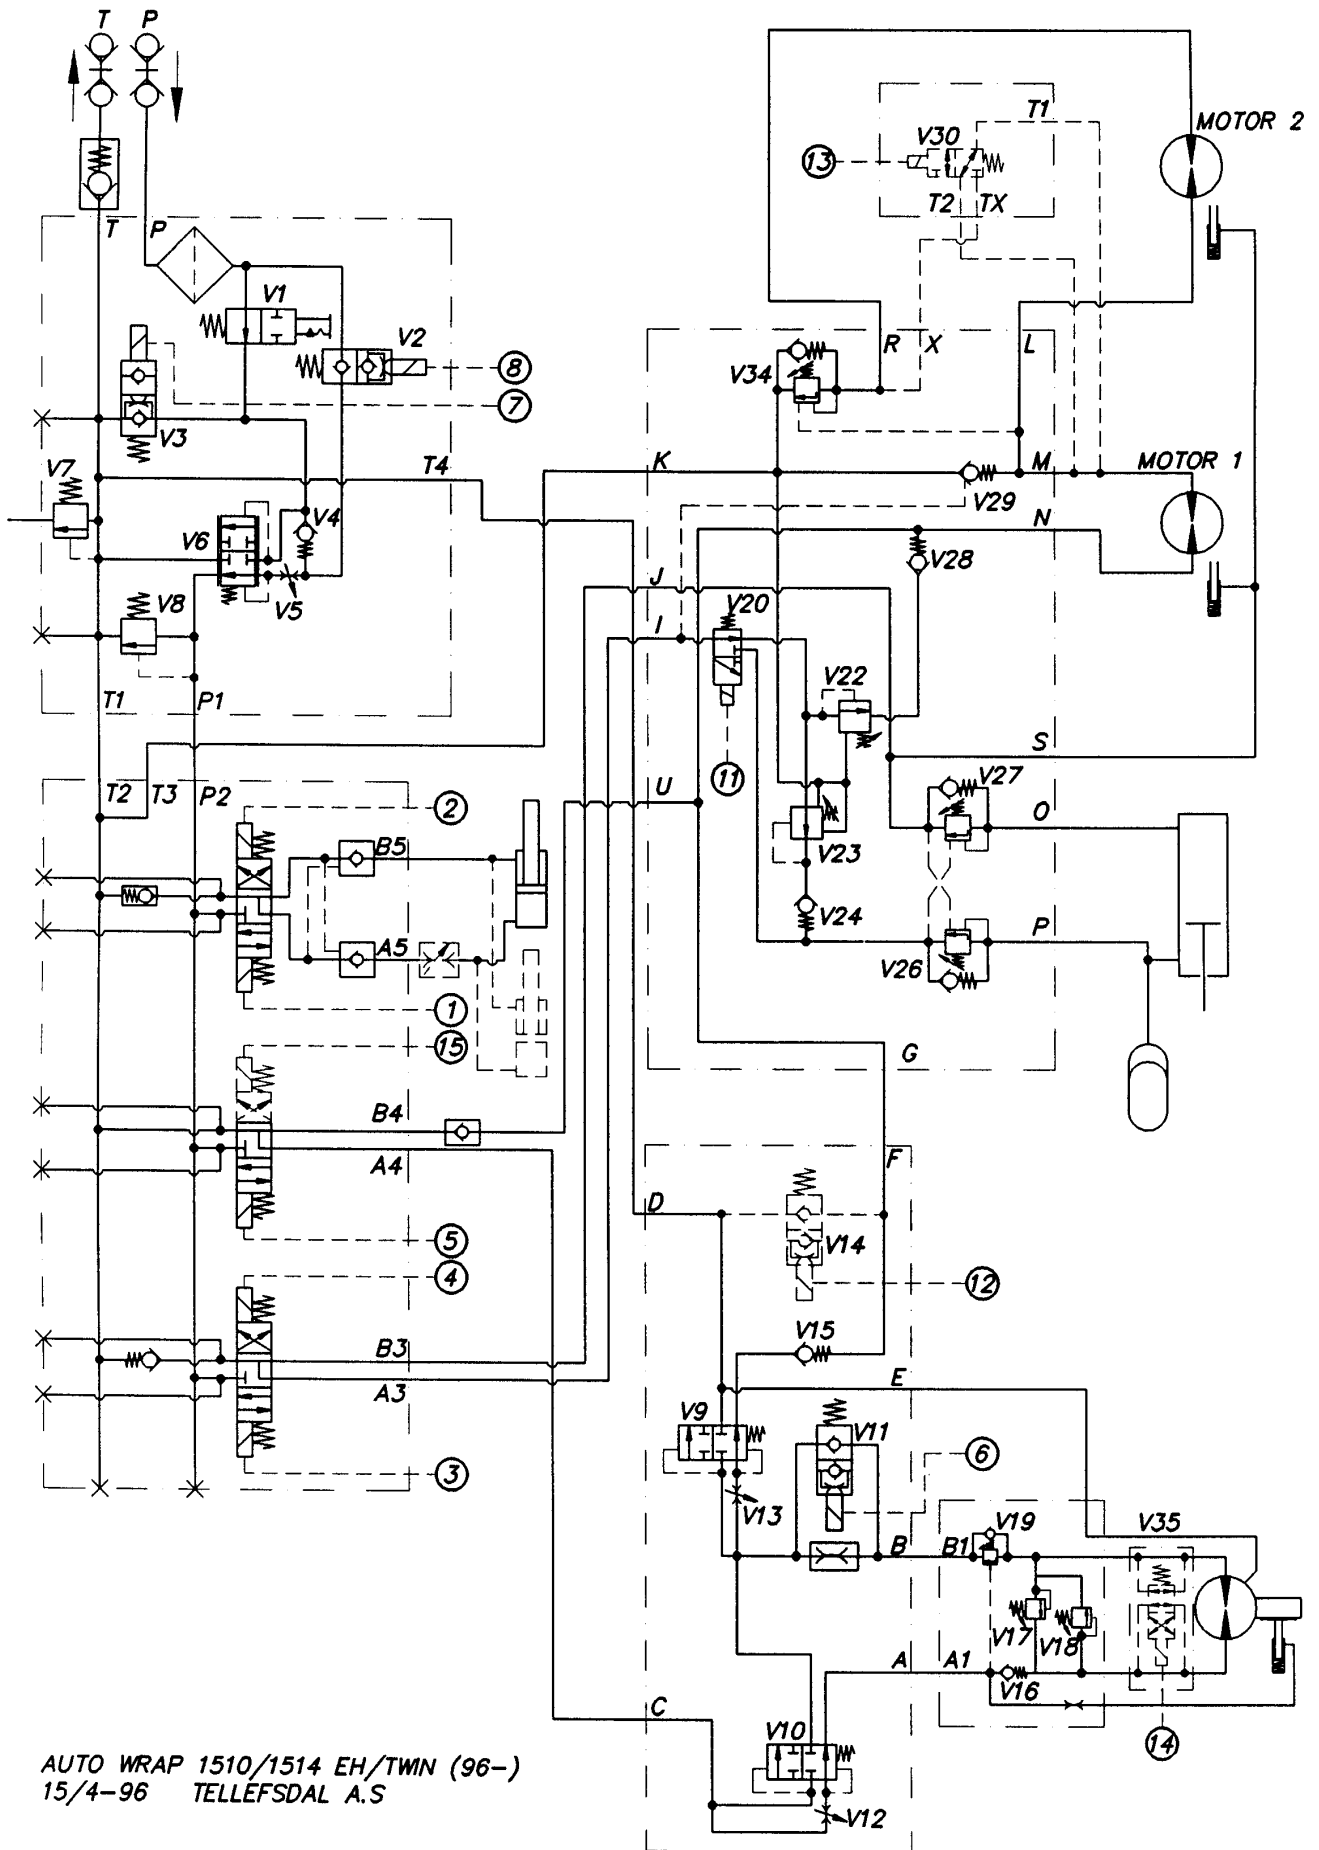 T P
MOTOR 2
T1
V30
13
T2 TX
T P
V1
V2
8
7
V3
R X L
V34
V7
T4
K
M
MOTOR 1
V29
N
V6
V4
V28
V5
J
V8
V20
I
V22
T1 P1
S
11
T2 T3 P2
U
V27
2
O
B5
V23
V24
A5
P
V26
1
15
G
B4
A4
F
D
V14
5
4
12
V15
B3
E
A3
V9
V11
6
3
V13
V19
V35
B B1
V17
V18
A A1
V16
C
V10
14
AUTO WRAP 1510/1514 EH/TWIN (96-)
15/4-96 TELLEFSDAL A.S
V12